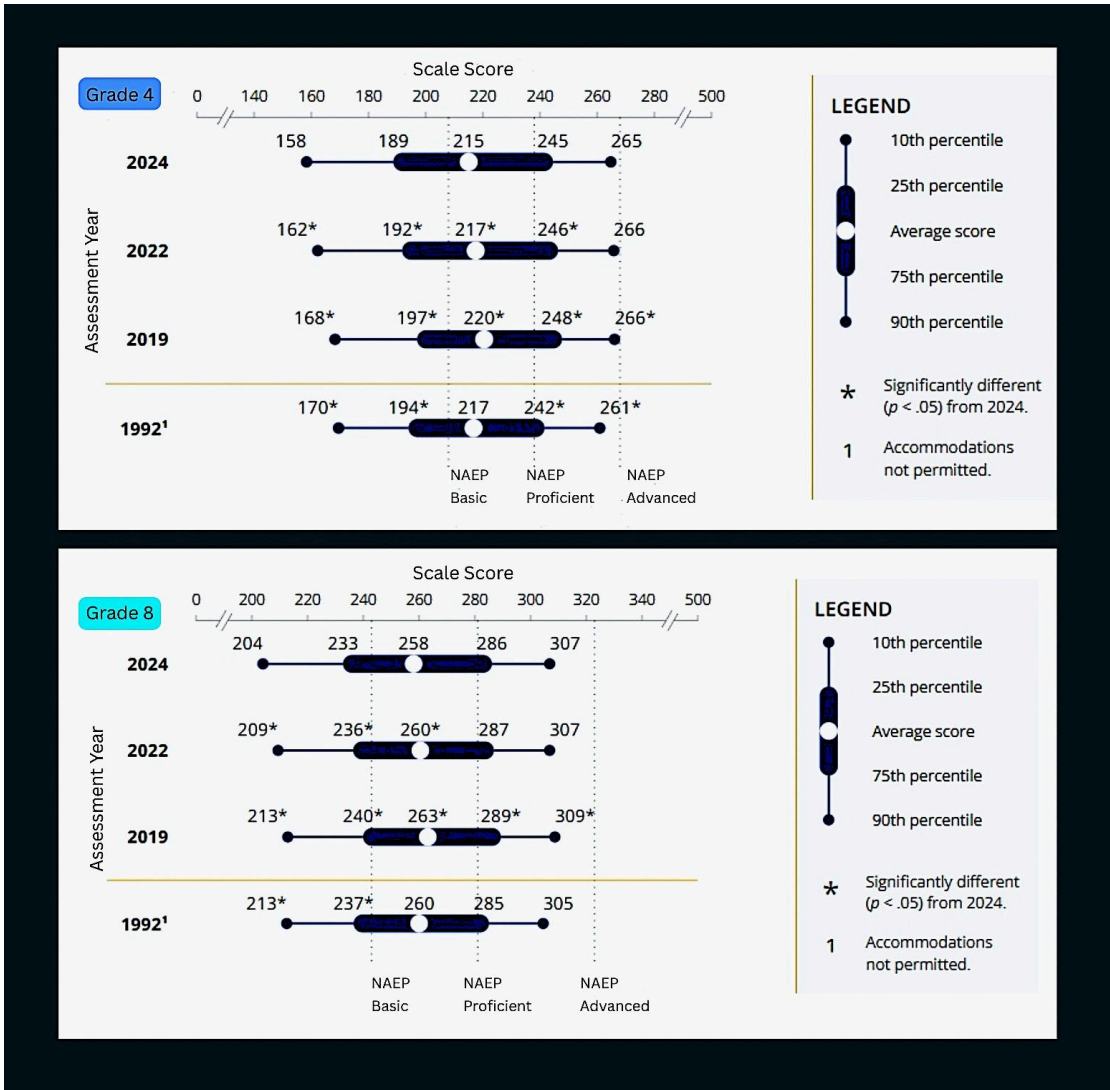 Scale Score
Grade 4
0 140 160 180 200 220 240 260 280 500
LEGEND
10th percentile
25th percentile
Average score
75th percentile
90th percentile
* Significantly different
(p < .05) from 2024.
1 Accommodations
not permitted.
Assessment Year
158 189 215 245 265
2024
162* 192* 217* 246* 266
2022
168* 197* 220* 248* 266*
2019
170* 194* 217 242* 261*
1992¹
NAEP NAEP NAEP
Basic Proficient Advanced
Scale Score
Grade 8
0 200 220 240 260 280 300 320 340 500
LEGEND
10th percentile
25th percentile
Average score
75th percentile
90th percentile
* Significantly different
(p < .05) from 2024.
1 Accommodations
not permitted.
Assessment Year
204 233 258 286 307
2024
209* 236* 260* 287 307
2022
213* 240* 263* 289* 309*
2019
213* 237* 260 285 305
1992¹
NAEP NAEP NAEP
Basic Proficient Advanced